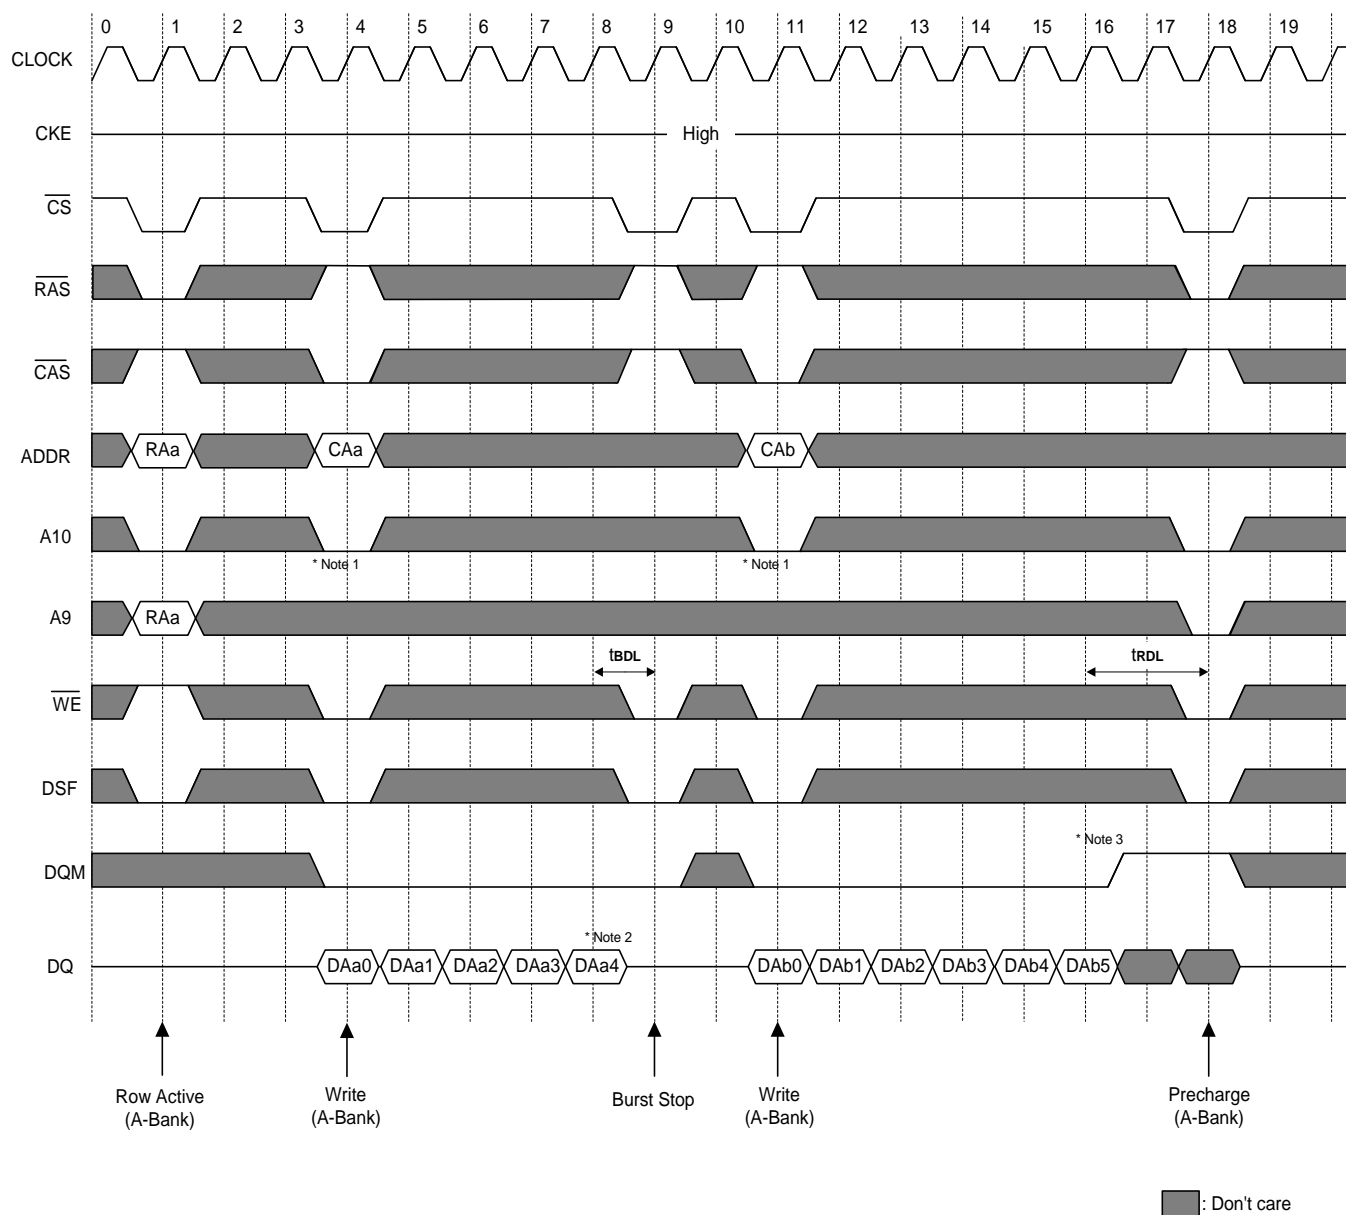 0 1 2 3 4 5 6 7 8 9 10 11 12 13 14 15 16 17 18 19
CLOCK
CKE High
CS
RAS
CAS
ADDR RAa CAa CAb
A10
* Note 1 * Note 1
A9 RAa
tBDL tRDL
WE
DSF
* Note 3
DQM
* Note 2
DQ DAa0 DAa1 DAa2 DAa3 DAa4 DAb0 DAb1 DAb2 DAb3 DAb4 DAb5
Row Active Write Burst Stop Write Precharge
(A-Bank) (A-Bank) (A-Bank) (A-Bank)
: Don't care